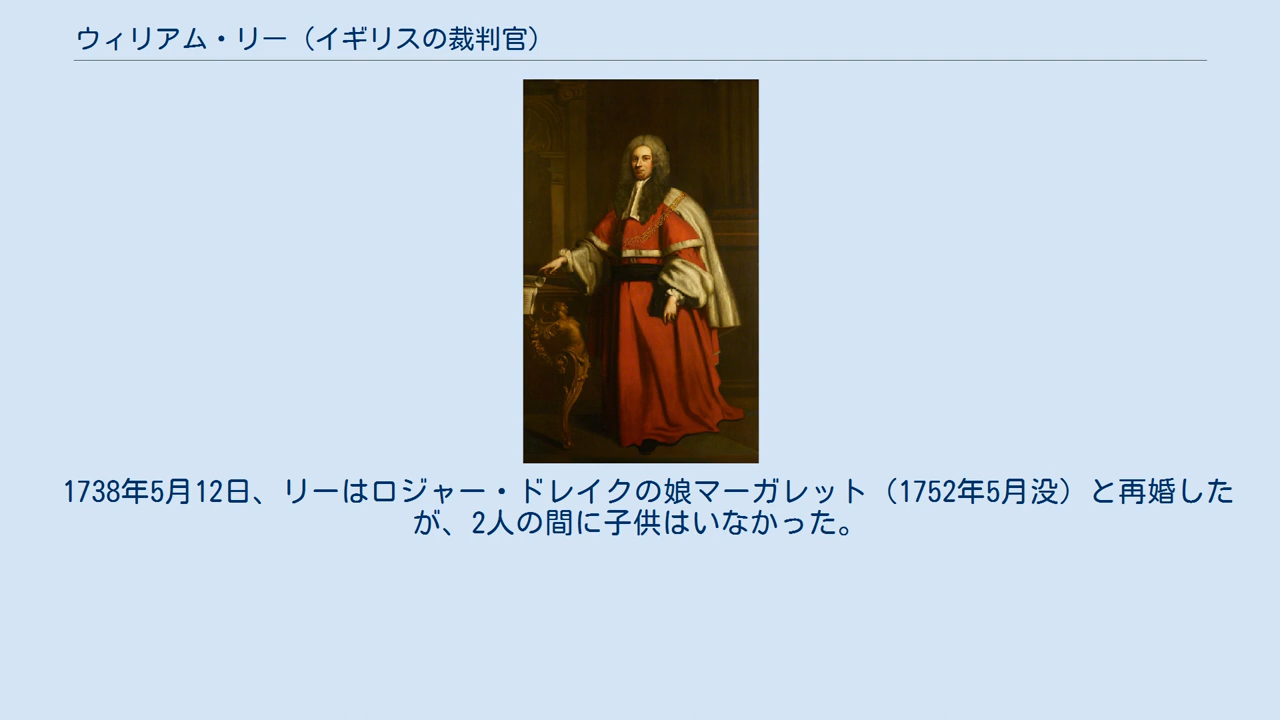 ウィリアム・リー（イギリスの裁判官）
1738年5月12日、リーはロジャー・ドレイクの娘マーガレット（1752年5月没）と再婚した
が、2人の間に子供はいなかった。